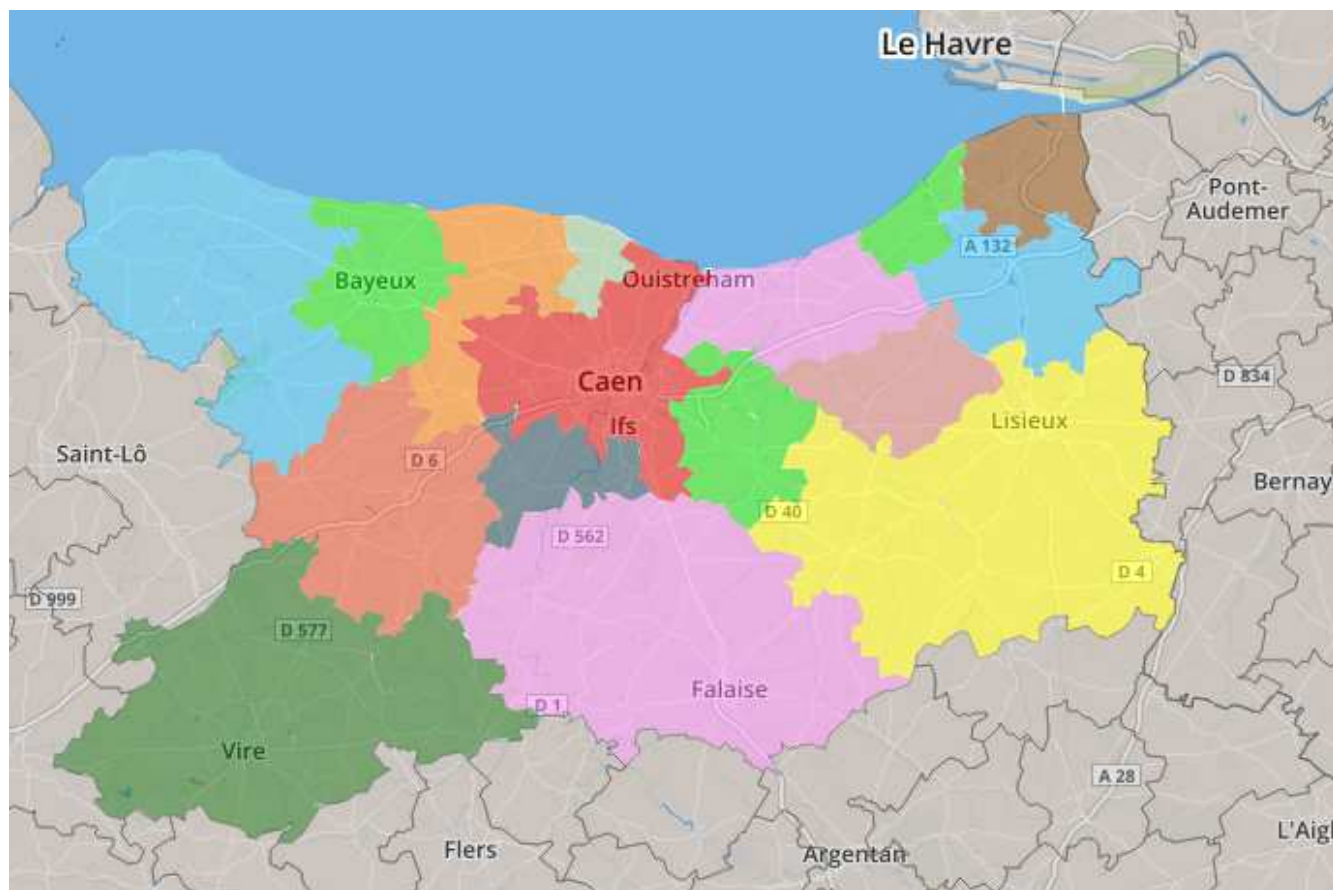 Le Havre
Pont-
Audemer
A 132
Bayeux
Ouistreham
Caen
D 834
Ifs
Lisieux
Saint-Lô
D 6
Bernay
D 40
D 562
D 4
D 999
D 577
Falaise
D 1
Vire
A 28
L'Aigl
Flers
Argentan